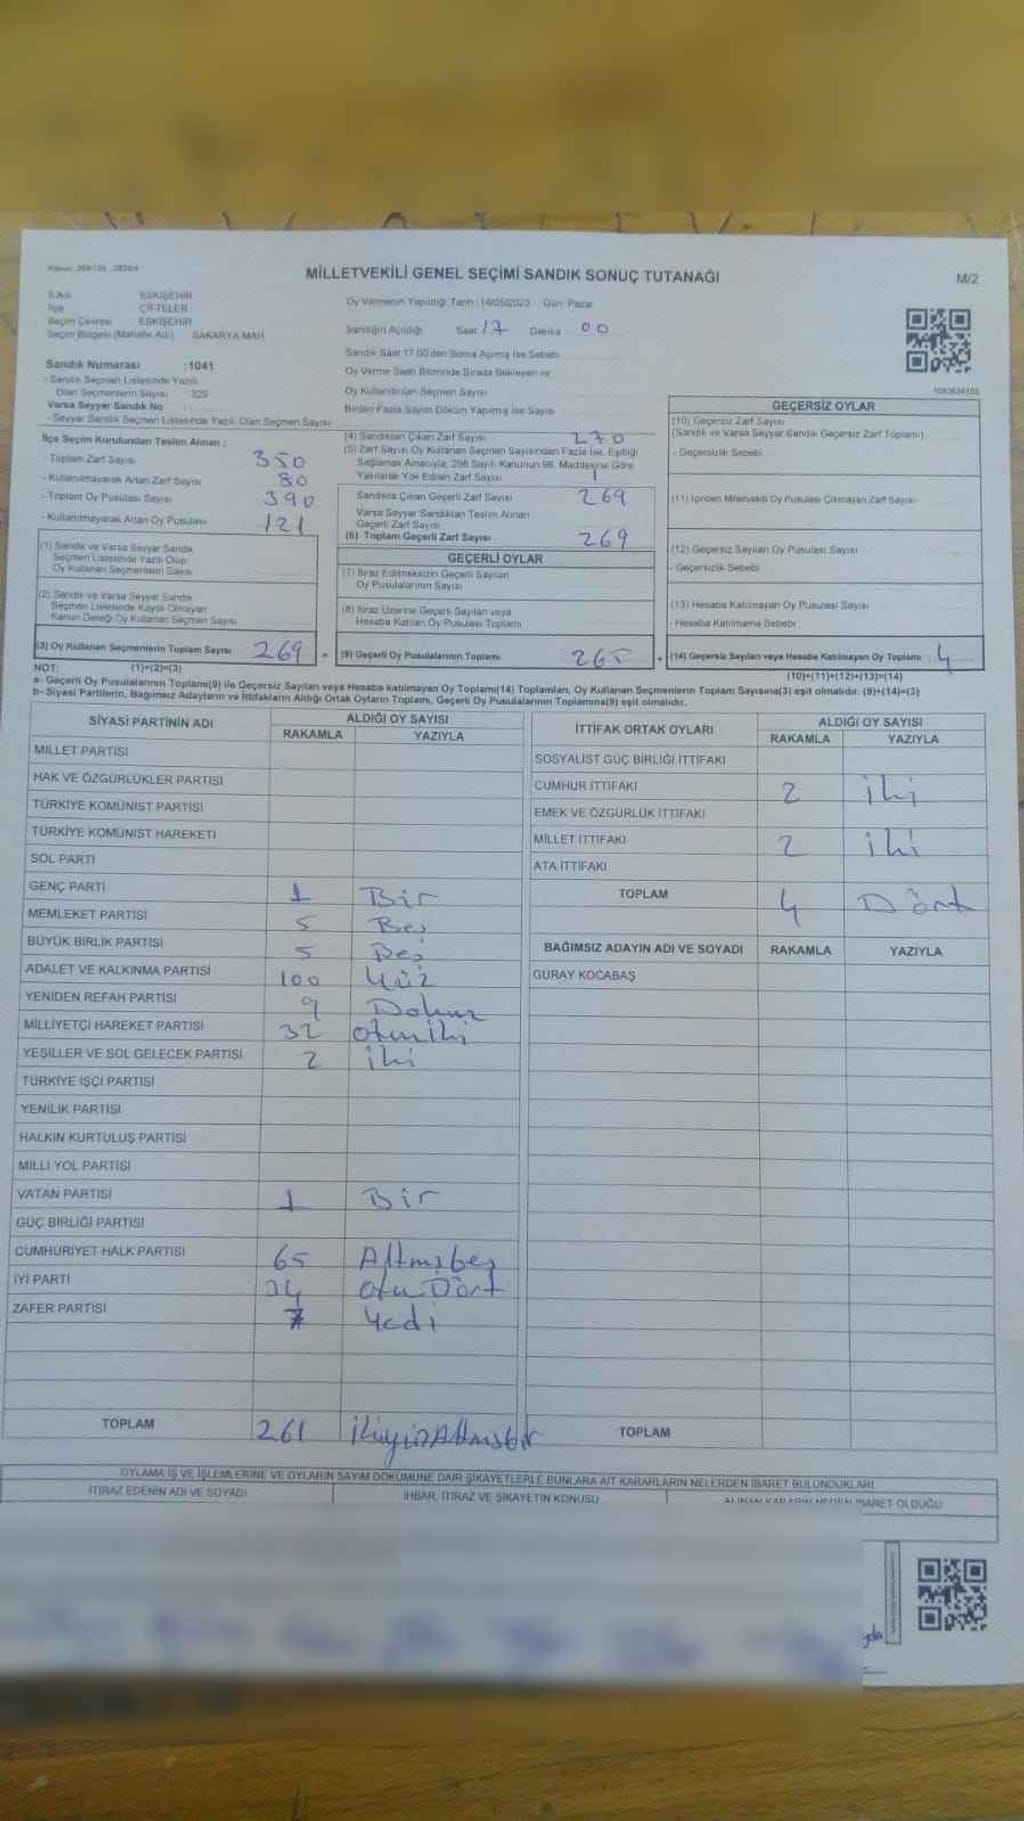 MİLLETVEKİLİ GENEL SEÇİMİ SANDIK SONUÇ TUTANAĞI
M/2
İl Adı ESKİŞEHİR
İlçe ÇİFTELER
Seçim Çevresi ESKİŞEHİR
Seçim Bölgesi (Mahalle Adı) SAKARYA MAH
Sandık Numarası :1041
- Sandık Seçmen Listesinde Yazılı
Olan Seçmenlerin Sayısı 329
Varsa Seyyar Sandık No
- Seyyar Sandık Seçmen Listesinde Yazılı Olan Seçmen Sayısı
Oy Vermenin Yapıldığı Tarih : 14/05/2023 Gün: Pazar
Sandığın Açıldığı Saat 17 Dakika 00
Sandık Saat 17.00'den Sonra Açılmış İse Sebebi
Oy Verme Saati Bitiminde Sırada Bekleyen ve
Oy Kullandırılan Seçmen Sayısı
Birden Fazla Sayım Döküm Yapılmış İse Sayısı
İlçe Seçim Kurulundan Teslim Alınan :
- Toplam Zarf Sayısı 350
- Kullanılmayarak Artan Zarf Sayısı 80
- Toplam Oy Pusulası Sayısı 390
- Kullanılmayarak Artan Oy Pusulası 121
(1) Sandık ve Varsa Seyyar Sandık
Seçmen Listesinde Yazılı Olup
Oy Kullanan Seçmenlerin Sayısı
(2) Sandık ve Varsa Seyyar Sandık
Seçmen Listesinde Kaydı Olmayan
Kanun Gereği Oy Kullanan Seçmen Sayısı
(3) Oy Kullanan Seçmenlerin Toplam Sayısı 269
(1)+(2)=(3)
(4) Sandıktan Çıkan Zarf Sayısı 270
(5) Zarf Sayısı Oy Kullanan Seçmen Sayısından Fazla İse, Eşitliği
Sağlamak Amacıyla, 298 Sayılı Kanunun 98. Maddesine Göre
Yakılarak Yok Edilen Zarf Sayısı 1
Sandıkta Çıkan Geçerli Zarf Sayısı 269
Varsa Seyyar Sandıktan Teslim Alınan
Geçerli Zarf Sayısı
(6) Toplam Geçerli Zarf Sayısı 269
GEÇERLİ OYLAR
(7) İtiraz Edilmeksizin Geçerli Sayılan
Oy Pusulalarının Sayısı
(8) İtiraz Üzerine Geçerli Sayılan veya
Hesaba Katılan Oy Pusulası Toplamı
(9) Geçerli Oy Pusulalarının Toplamı 265
GEÇERSİZ OYLAR
(10) Geçersiz Zarf Sayısı
(Sandık ve Varsa Seyyar Sandık Geçersiz Zarf Toplamı)
- Geçersizlik Sebebi
(11) İçinden Milletvekili Oy Pusulası Çıkmayan Zarf Sayısı
(12) Geçersiz Sayılan Oy Pusulası Sayısı
- Geçersizlik Sebebi
(13) Hesaba Katılmayan Oy Pusulası Sayısı
- Hesaba Katılmama Sebebi
(14) Geçersiz Sayılan veya Hesaba Katılmayan Oy Toplamı 4
(10)+(11)+(12)+(13)=(14)
NOT:
a- Geçerli Oy Pusulalarının Toplamı(9) ile Geçersiz Sayılan veya Hesaba katılmayan Oy Toplamı(14) Toplamları, Oy Kullanan Seçmenlerin Toplam Sayısına(3) eşit olmalıdır. (9)+(14)=(3)
b- Siyasi Partilerin, Bağımsız Adayların ve İttifakların Aldığı Ortak Oyların Toplamı, Geçerli Oy Pusulalarının Toplamına(9) eşit olmalıdır.
SİYASİ PARTİNİN ADI ALDIĞI OY SAYISI
RAKAMLA YAZIYLA
MİLLET PARTİSİ
HAK VE ÖZGÜRLÜKLER PARTİSİ
TÜRKİYE KOMÜNİST PARTİSİ
TÜRKİYE KOMÜNİST HAREKETİ
SOL PARTİ
GENÇ PARTİ 1 Bir
MEMLEKET PARTİSİ 5 Beş
BÜYÜK BİRLİK PARTİSİ 5 Beş
ADALET VE KALKINMA PARTİSİ 100 Yüz
YENİDEN REFAH PARTİSİ 9 Dokuz
MİLLİYETÇİ HAREKET PARTİSİ 32 otuziki
YEŞİLLER VE SOL GELECEK PARTİSİ 2 iki
TÜRKİYE İŞÇİ PARTİSİ
YENİLİK PARTİSİ
HALKIN KURTULUŞ PARTİSİ
MİLLİ YOL PARTİSİ
VATAN PARTİSİ 1 Bir
GÜÇ BİRLİĞİ PARTİSİ
CUMHURİYET HALK PARTİSİ 65 Altmışbeş
İYİ PARTİ 34 otuzDört
ZAFER PARTİSİ 7 Yedi
TOPLAM 261 ikiyüzAltmışbir
İTTİFAK ORTAK OYLARI ALDIĞI OY SAYISI
RAKAMLA YAZIYLA
SOSYALİST GÜÇ BİRLİĞİ İTTİFAKI
CUMHUR İTTİFAKI 2 iki
EMEK VE ÖZGÜRLÜK İTTİFAKI
MİLLET İTTİFAKI 2 iki
ATA İTTİFAKI
TOPLAM 4 Dört
BAĞIMSIZ ADAYIN ADI VE SOYADI RAKAMLA YAZIYLA
GÜRAY KOCABAŞ
TOPLAM
OYLAMA İŞ VE İŞLEMLERİNE VE OYLARIN SAYIM DÖKÜMÜNE DAİR ŞİKAYETLERLE BUNLARA AİT KARARLARIN NELERDEN İBARET BULUNDUKLARI
İTİRAZ EDENİN ADI VE SOYADI İHBAR, İTİRAZ VE ŞİKAYETİN KONUSU İBARET OLDUĞU